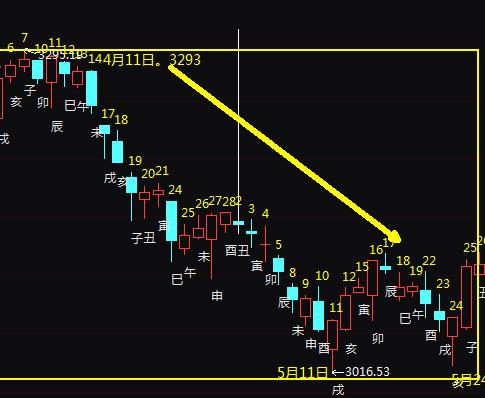 6 7 10 11 12 13 14 4月11日。3293
3295.19
亥 子 卯 辰 巳 午 未
戌
17 18
戌 亥
19 20 21 24
子 丑 寅
25 26 27 28 2 3 4
巳 午 未 申 酉 丑 寅 卯
5 8 9 10
辰 未 申 酉
11 12 15 16 17
亥 寅 卯 辰
18 19 22 23 24 25
巳 午 酉 戌 亥 子 丑
5月11日←3016.53
戌
5月24